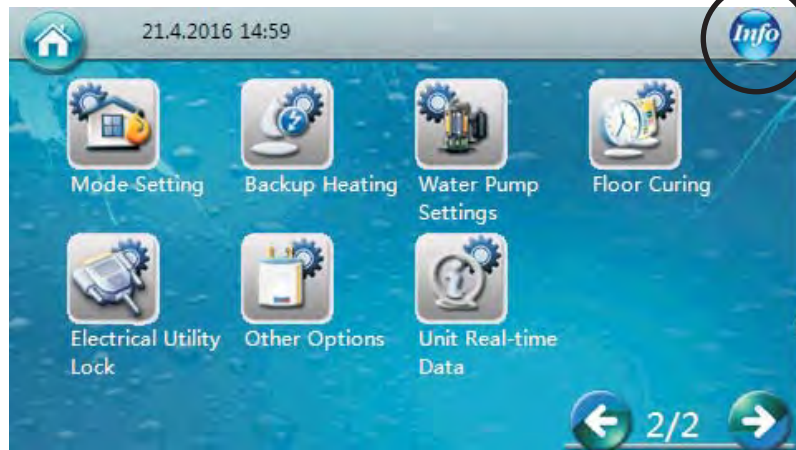 21.4.2016 14:59
Info
Mode Setting
Backup Heating
Water Pump
Settings
Floor Curing
Electrical Utility
Lock
Other Options
Unit Real-time
Data
2/2